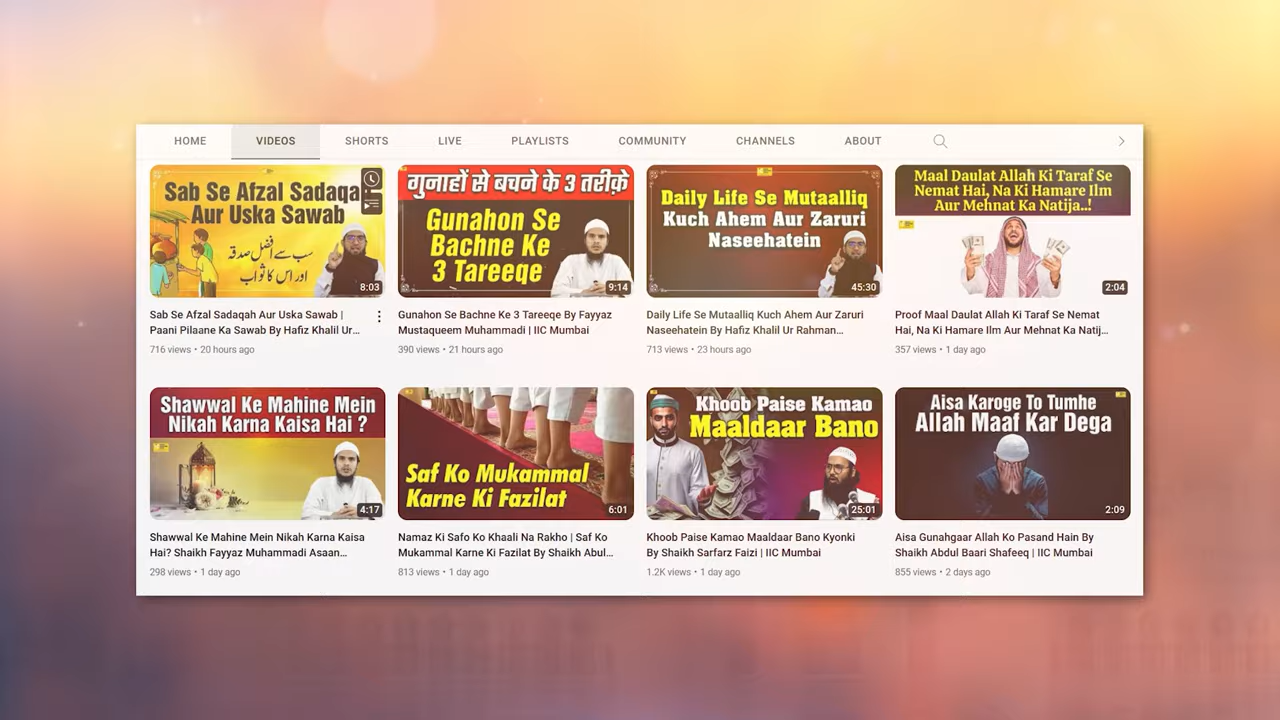 HOME VIDEOS SHORTS LIVE PLAYLISTS COMMUNITY CHANNELS ABOUT
Sab Se Afzal Sadaqa
Aur Uska Sawab
سب سے افضل صدقہ
اور اس کا ثواب
8:03
गुनाहों से बचने के 3 तरीक़े
Gunahon Se
Bachne Ke
3 Tareeqe
9:14
Daily Life Se Mutaalliq
Kuch Ahem Aur Zaruri
Naseehatein
45:30
Maal Daulat Allah Ki Taraf Se
Nemat Hai, Na Ki Hamare Ilm
Aur Mehnat Ka Natija..!
2:04
Sab Se Afzal Sadaqah Aur Uska Sawab |
Paani Pilaane Ka Sawab By Hafiz Khalil Ur...
716 views • 20 hours ago
Gunahon Se Bachne Ke 3 Tareeqe By Fayyaz
Mustaqueem Muhammadi | IIC Mumbai
390 views • 21 hours ago
Daily Life Se Mutaalliq Kuch Ahem Aur Zaruri
Naseehatein By Hafiz Khalil Ur Rahman...
713 views • 23 hours ago
Proof Maal Daulat Allah Ki Taraf Se Nemat
Hai, Na Ki Hamare Ilm Aur Mehnat Ka Natij...
357 views • 1 day ago
Shawwal Ke Mahine Mein
Nikah Karna Kaisa Hai ?
4:17
Saf Ko Mukammal
Karne Ki Fazilat
6:01
Khoob Paise Kamao
Maaldaar Bano
25:01
Aisa Karoge To Tumhe
Allah Maaf Kar Dega
2:09
Shawwal Ke Mahine Mein Nikah Karna Kaisa
Hai? Shaikh Fayyaz Muhammadi Asaan...
298 views • 1 day ago
Namaz Ki Safo Ko Khaali Na Rakho | Saf Ko
Mukammal Karne Ki Fazilat By Shaikh Abul...
813 views • 1 day ago
Khoob Paise Kamao Maaldaar Bano Kyonki
By Shaikh Sarfarz Faizi | IIC Mumbai
1.2K views • 1 day ago
Aisa Gunahgaar Allah Ko Pasand Hain By
Shaikh Abdul Baari Shafeeq | IIC Mumbai
855 views • 2 days ago